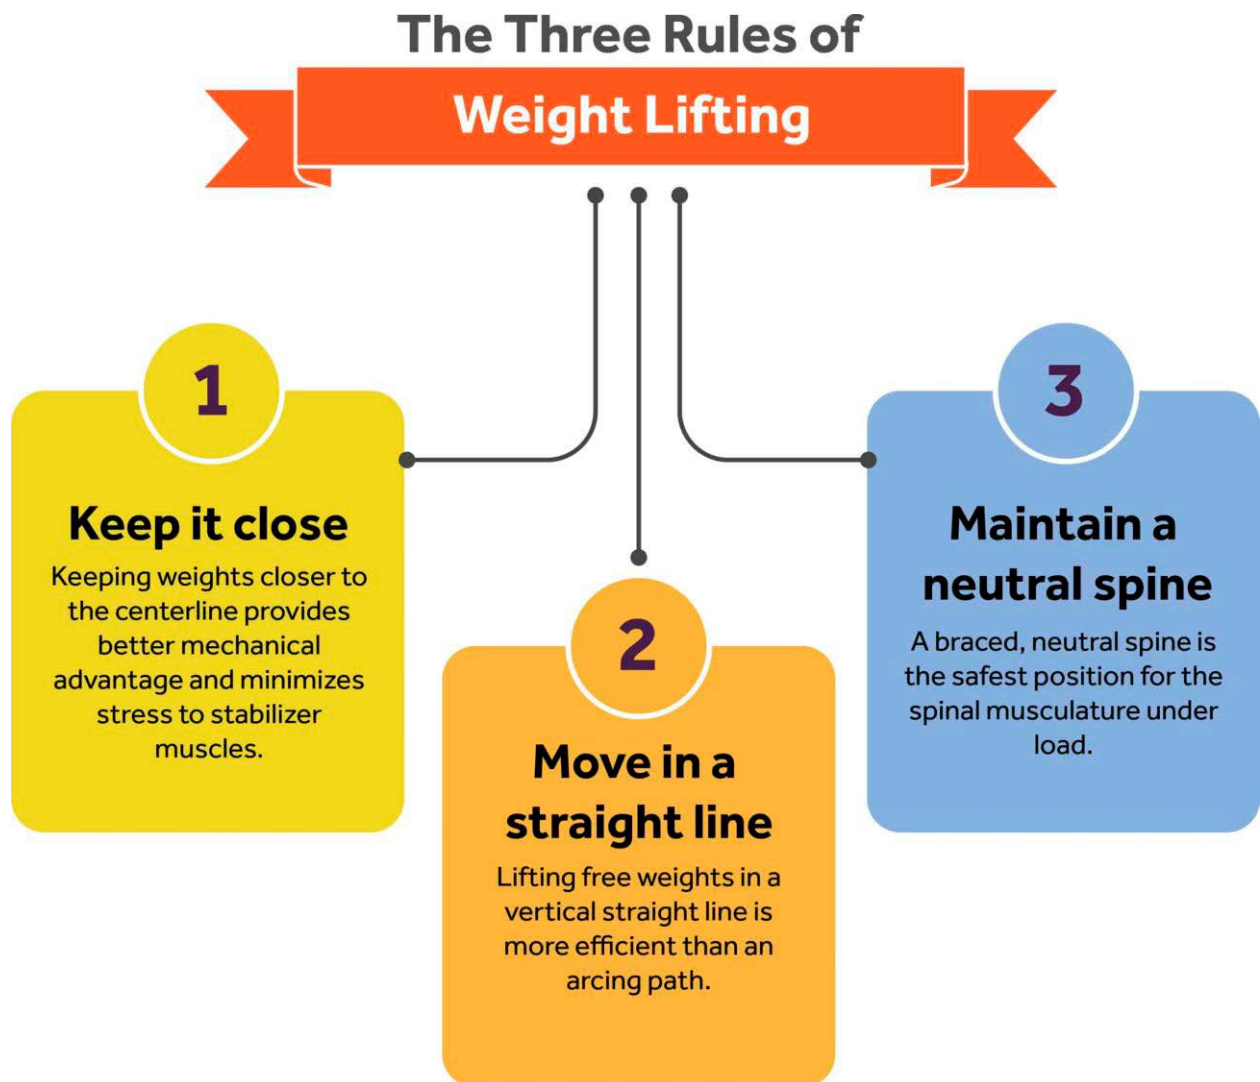 The Three Rules of
Weight Lifting
1
Keep it close
Keeping weights closer to
the centerline provides
better mechanical
advantage and minimizes
stress to stabilizer
muscles.
2
Move in a
straight line
Lifting free weights in a
vertical straight line is
more efficient than an
arcing path.
3
Maintain a
neutral spine
A braced, neutral spine is
the safest position for the
spinal musculature under
load.